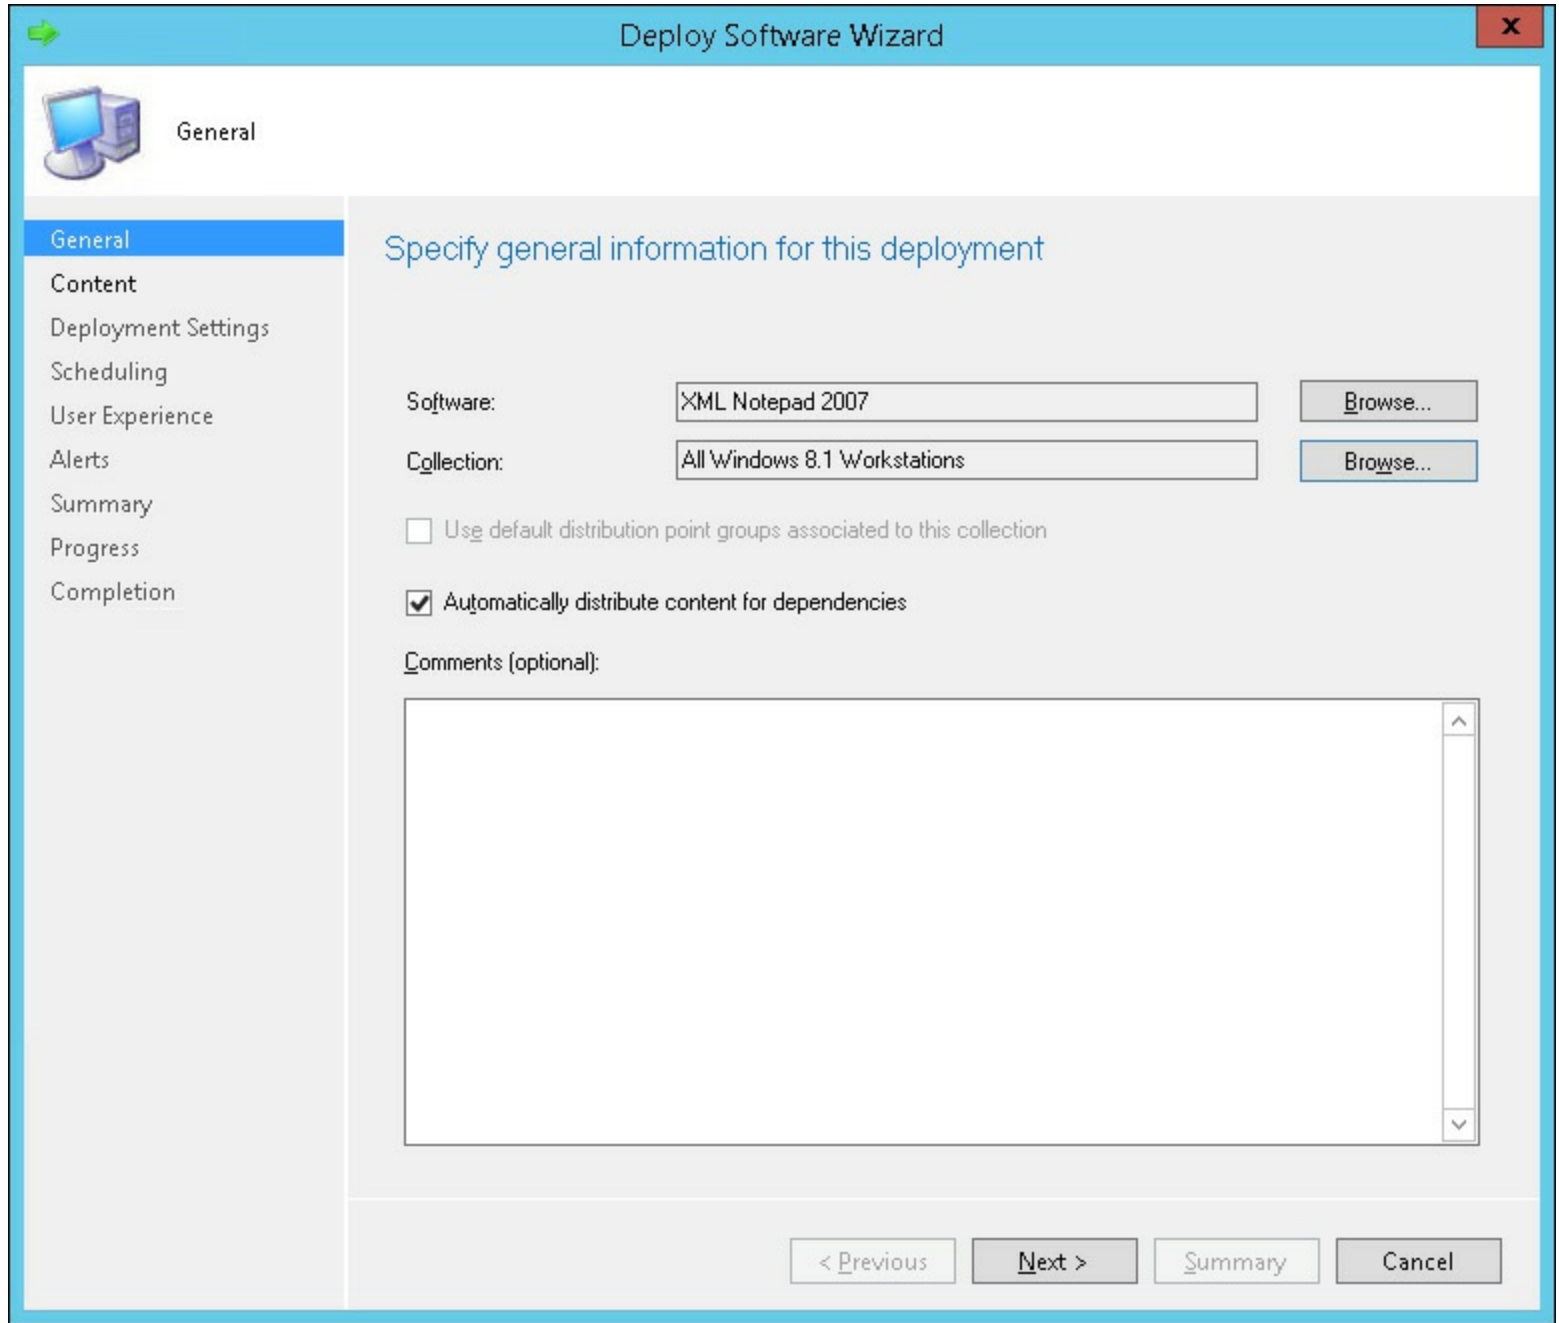 Deploy Software Wizard
X
General
General
Content
Deployment Settings
Scheduling
User Experience
Alerts
Summary
Progress
Completion
Specify general information for this deployment
Software:
XML Notepad 2007
Browse...
Collection:
All Windows 8.1 Workstations
Browse...
Use default distribution point groups associated to this collection
Automatically distribute content for dependencies
Comments (optional):
< Previous
Next >
Summary
Cancel